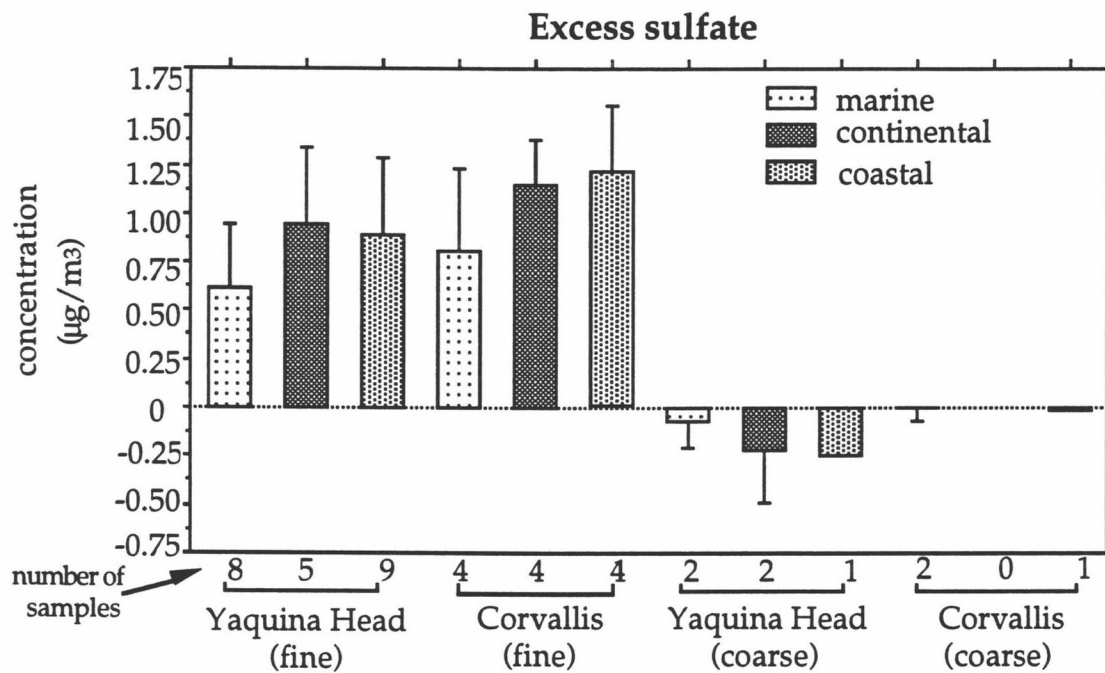 Excess sulfate
concentration
(µg/m3)
1.75
1.50
1.25
1.00
0.75
0.50
0.25
0
-0.25
-0.50
-0.75
marine
continental
coastal
number of
samples
8 5 9 4 4 4 2 2 1 2 0 1
Yaquina Head
(fine)
Corvallis
(fine)
Yaquina Head
(coarse)
Corvallis
(coarse)